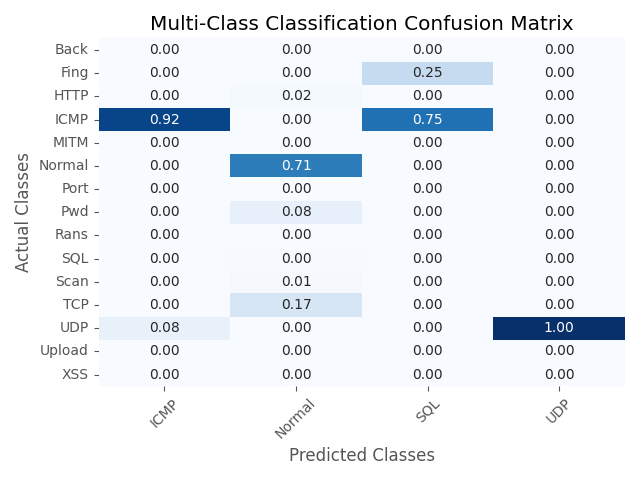 Multi-Class Classification Confusion Matrix
Actual Classes
Back 0.00 0.00 0.00 0.00
Fing 0.00 0.00 0.25 0.00
HTTP 0.00 0.02 0.00 0.00
ICMP 0.92 0.00 0.75 0.00
MITM 0.00 0.00 0.00 0.00
Normal 0.00 0.71 0.00 0.00
Port 0.00 0.00 0.00 0.00
Pwd 0.00 0.08 0.00 0.00
Rans 0.00 0.00 0.00 0.00
SQL 0.00 0.00 0.00 0.00
Scan 0.00 0.01 0.00 0.00
TCP 0.00 0.17 0.00 0.00
UDP 0.08 0.00 0.00 1.00
Upload 0.00 0.00 0.00 0.00
XSS 0.00 0.00 0.00 0.00
ICMP Normal SQL UDP
Predicted Classes